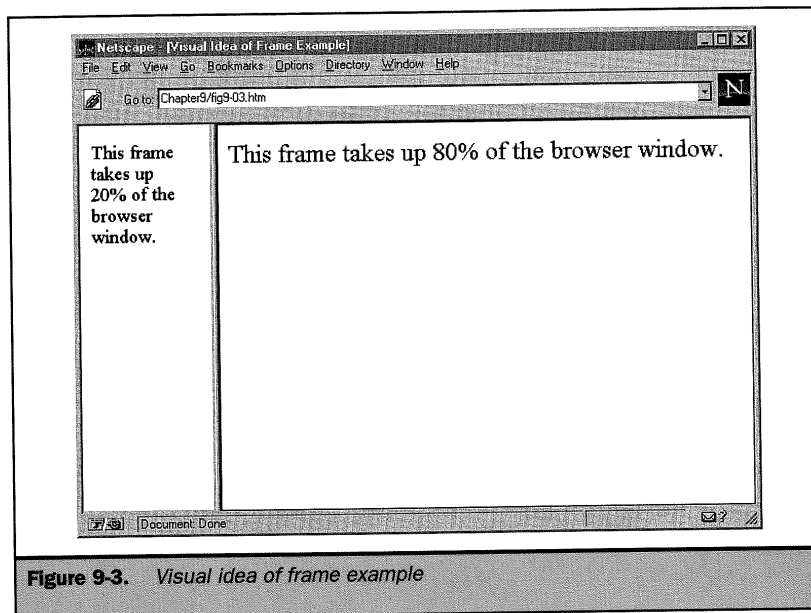 Netscape - [Visual Idea of Frame Example]
File Edit View Go Bookmarks Options Directory Window Help
Go to: Chapter9/fig9-03.htm
N
This frame
takes up
20% of the
browser
window.
This frame takes up 80% of the browser window.
Document: Done
?
Figure 9-3. Visual idea of frame example